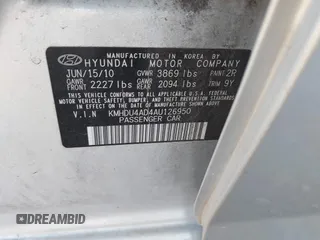 MANUFACTURED IN KOREA BY
HYUNDAI MOTOR COMPANY
JUN/15/10 GVWR 3869 lbs PAINT 2R
GAWR FRONT 2227 lbs GAWR REAR 2094 lbs TRIM 9Y
V.I.N KMHDU4AD4AU126950
PASSENGER CAR
THIS VEHICLE CONFORMS TO ALL APPLICABLE
U.S. FEDERAL MOTOR VEHICLE SAFETY, BUMPER,
AND THEFT PREVENTION STANDARDS IN EFFECT ON
THE DATE OF MANUFACTURE SHOWN ABOVE.
DREAMBID